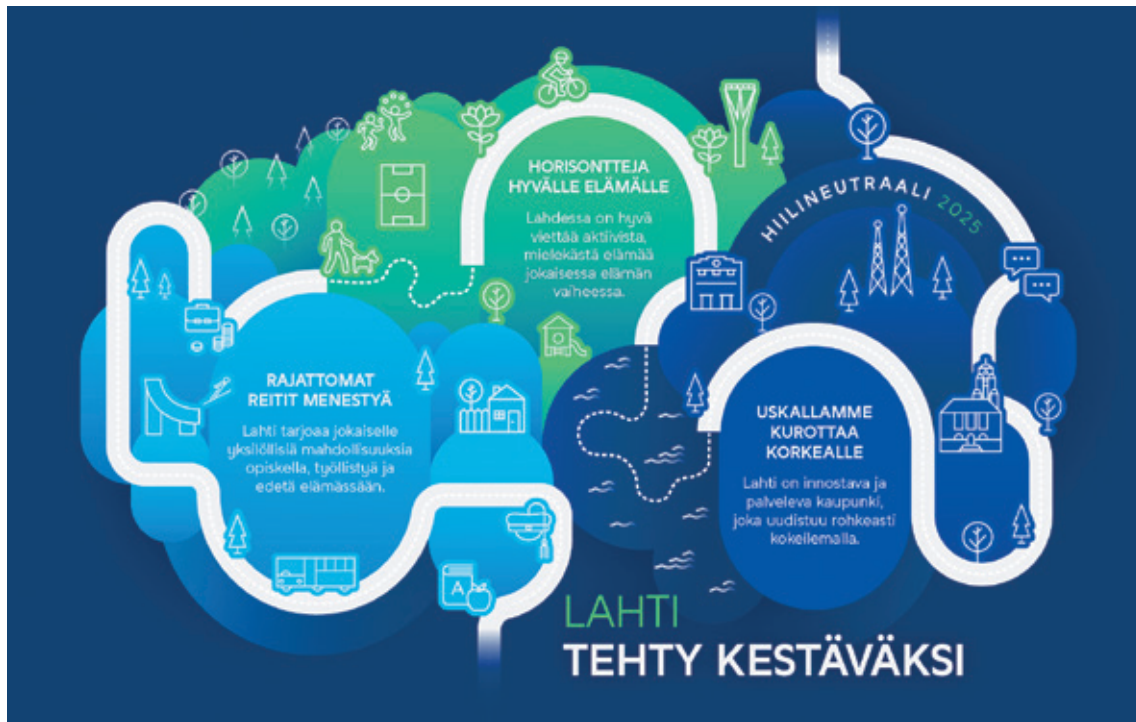 HORISONTTEJA
HYVÄLLE ELÄMÄLLE
Lahdessa on hyvä
viettää aktiivista,
mielekästä elämää
jokaisessa elämän
vaiheessa.
HIILINEUTRAALI 2025
RAJATTOMAT
REITIT MENESTYÄ
Lahti tarjoaa jokaiselle
yksilöllisiä mahdollisuuksia
opiskella, työllistyä ja
edetä elämässään.
USKALLAMME
KUROTTAA
KORKEALLE
Lahti on innostava ja
palveleva kaupunki,
joka uudistuu rohkeasti
kokeilemalla.
A
LAHTI
TEHTY KESTÄVÄKSI